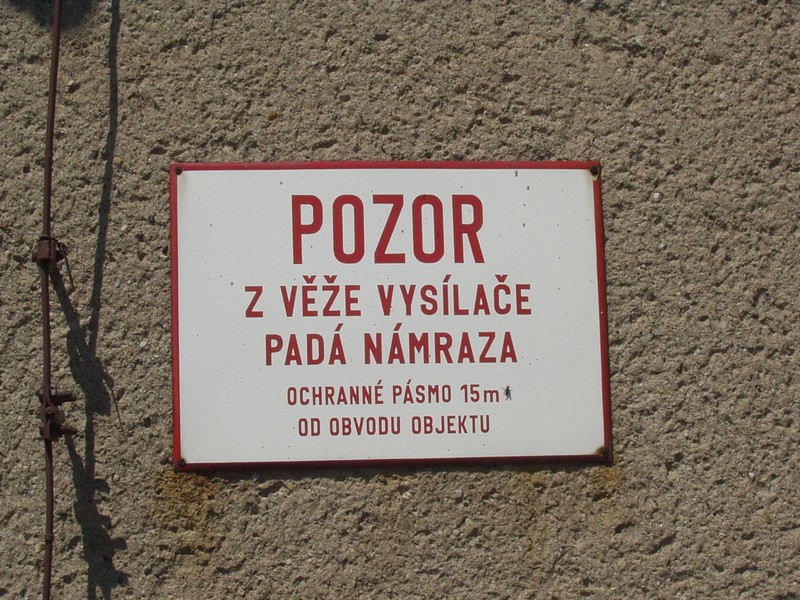 POZOR
Z VĚŽE VYSÍLAČE
PADÁ NÁMRAZA
OCHRANNÉ PÁSMO 15m
OD OBVODU OBJEKTU